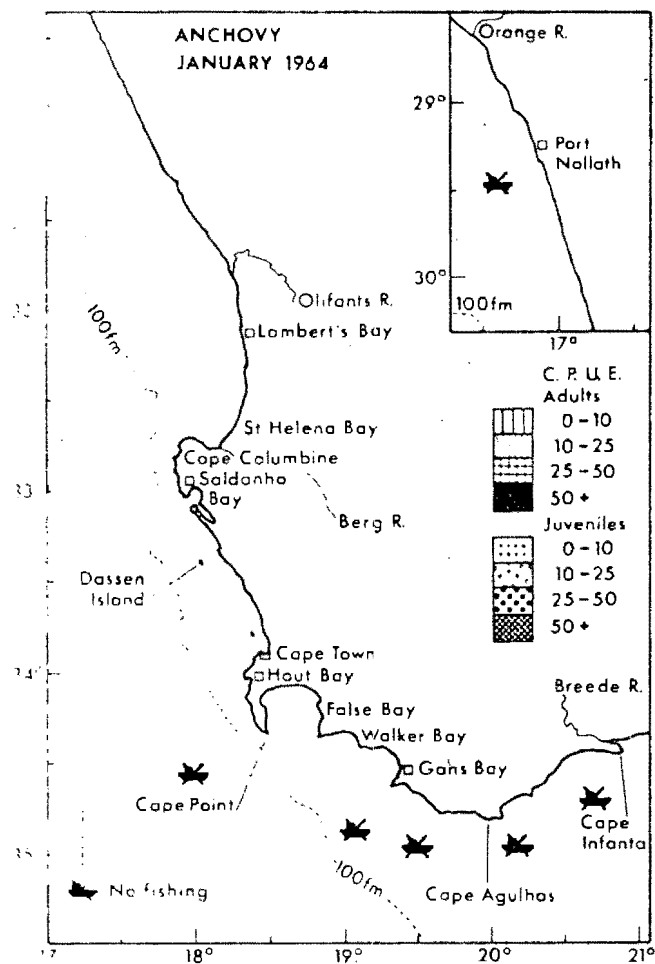 ANCHOVY
JANUARY 1964
Orange R.
29°
Port
Nollath
30°
100fm
17°
Olifants R.
100fm
Lambert's Bay
C. P. U. E.
Adults
0-10
10-25
25-50
50+
Juveniles
0-10
10-25
25-50
50+
St Helena Bay
Cape Columbine
Saldanha
Bay
Berg R.
Dassen
Island
Cape Town
Hout Bay
Breede R.
False Bay
Walker Bay
Gans Bay
Cape Point
Cape
Infanta
100fm
Cape Agulhas
No fishing
18°
19°
20°
21°